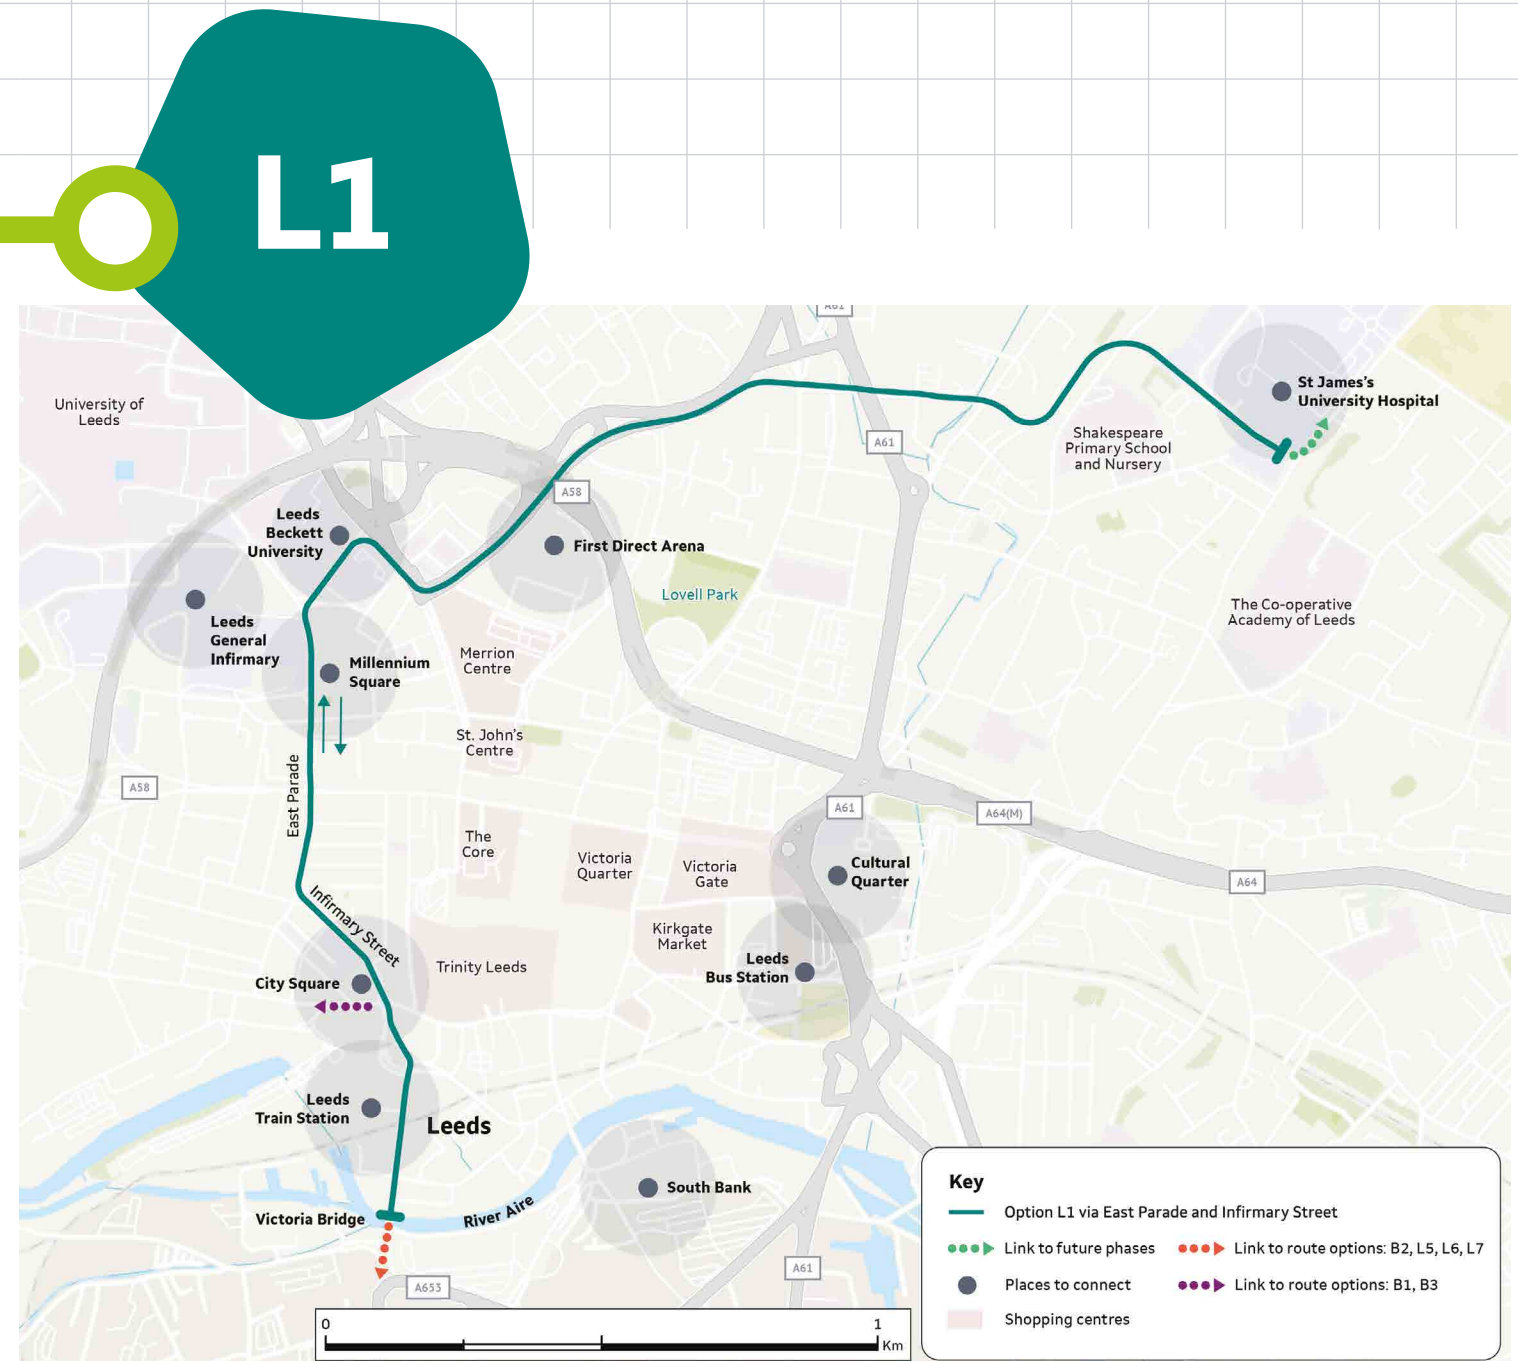 L1
A61
University of
Leeds
St James's
University Hospital
A61
Shakespeare
Primary School
and Nursery
A58
Leeds
Beckett
University
First Direct Arena
Lovell Park
The Co-operative
Academy of Leeds
Leeds
General
Infirmary
Millennium
Square
Merrion
Centre
St. John's
Centre
A58
East Parade
A61
A64(M)
The
Core
Victoria
Quarter
Victoria
Gate
Cultural
Quarter
A64
Infirmary Street
Kirkgate
Market
Trinity Leeds
Leeds
Bus Station
City Square
Leeds
Train Station
Leeds
South Bank
Victoria Bridge
River Aire
A61
A653
0
1
Km
Key
Option L1 via East Parade and Infirmary Street
Link to future phases
Link to route options: B2, L5, L6, L7
Places to connect
Link to route options: B1, B3
Shopping centres